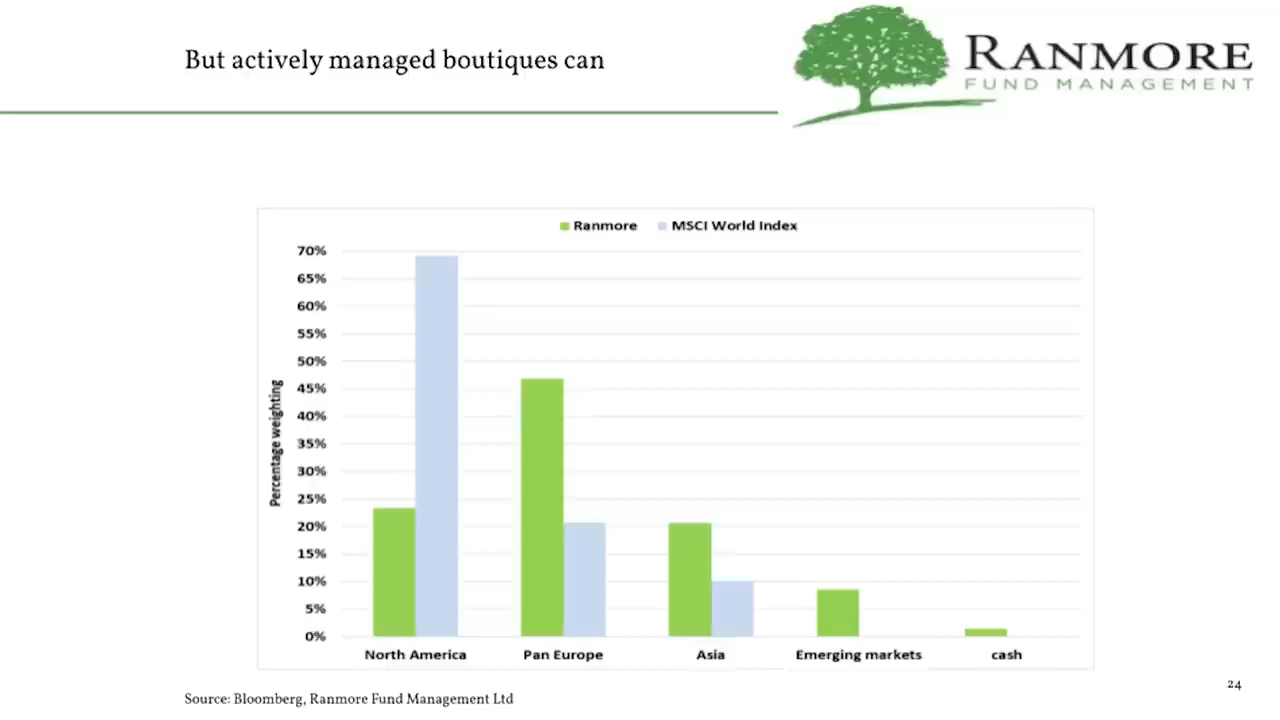 But actively managed boutiques can
RANMORE
FUND MANAGEMENT
Ranmore
MSCI World Index
Percentage weighting
70%
65%
60%
55%
50%
45%
40%
35%
30%
25%
20%
15%
10%
5%
0%
North America
Pan Europe
Asia
Emerging markets
cash
24
Source: Bloomberg, Ranmore Fund Management Ltd